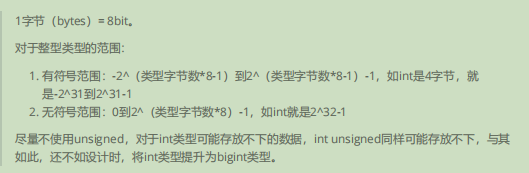 1字节（bytes）= 8bit。
对于整型类型的范围：
1. 有符号范围：-2^（类型字节数*8-1）到2^（类型字节数*8-1）-1，如int是4字节，就
是-2^31到2^31-1
2. 无符号范围：0到2^（类型字节数*8）-1，如int就是2^32-1
尽量不使用unsigned，对于int类型可能存放不下的数据，int unsigned同样可能存放不下，与其
如此，还不如设计时，将int类型提升为bigint类型。